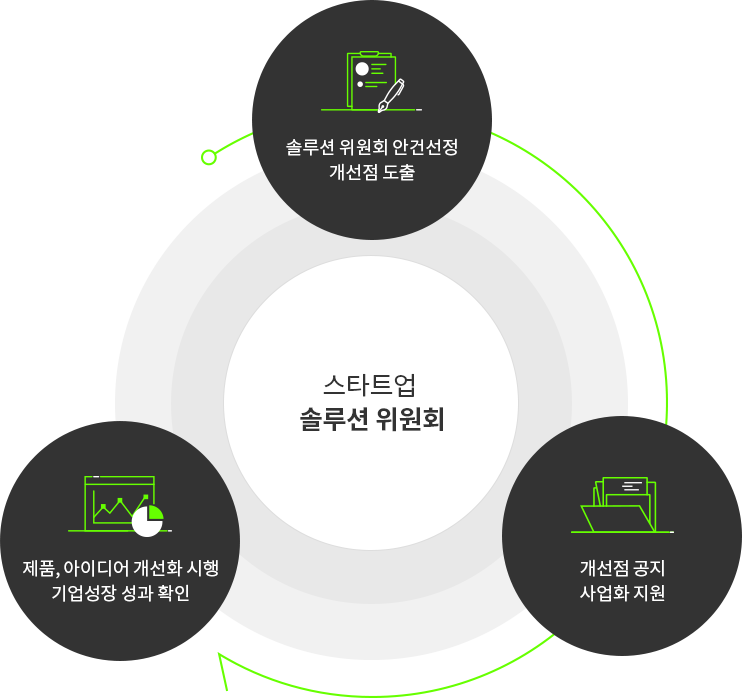 솔루션 위원회 안건선정
개선점 도출
스타트업
솔루션 위원회
개선점 공지
사업화 지원
제품, 아이디어 개선화 시행
기업성장 성과 확인